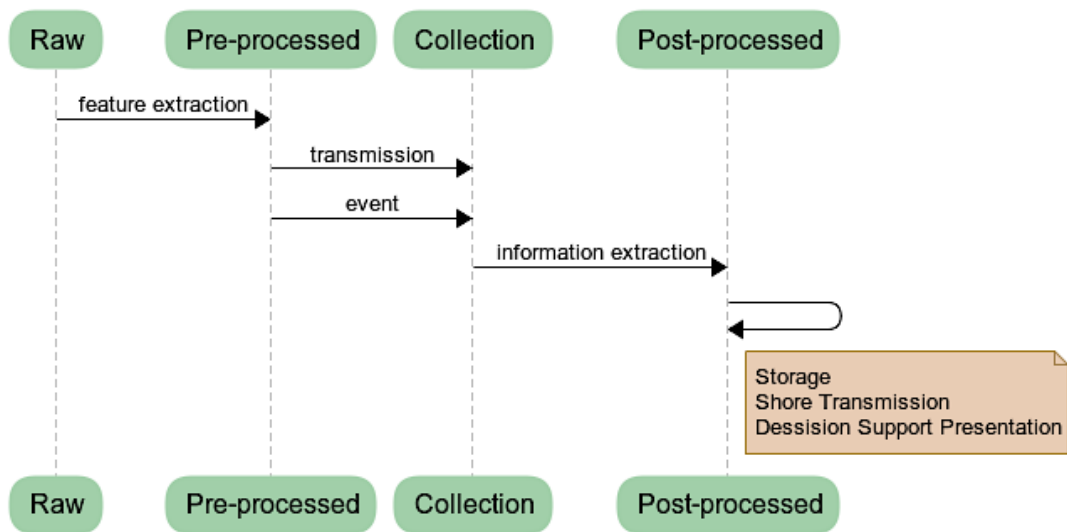 Raw
Pre-processed
Collection
Post-processed
feature extraction
transmission
event
information extraction
Storage
Shore Transmission
Dessision Support Presentation
Raw
Pre-processed
Collection
Post-processed